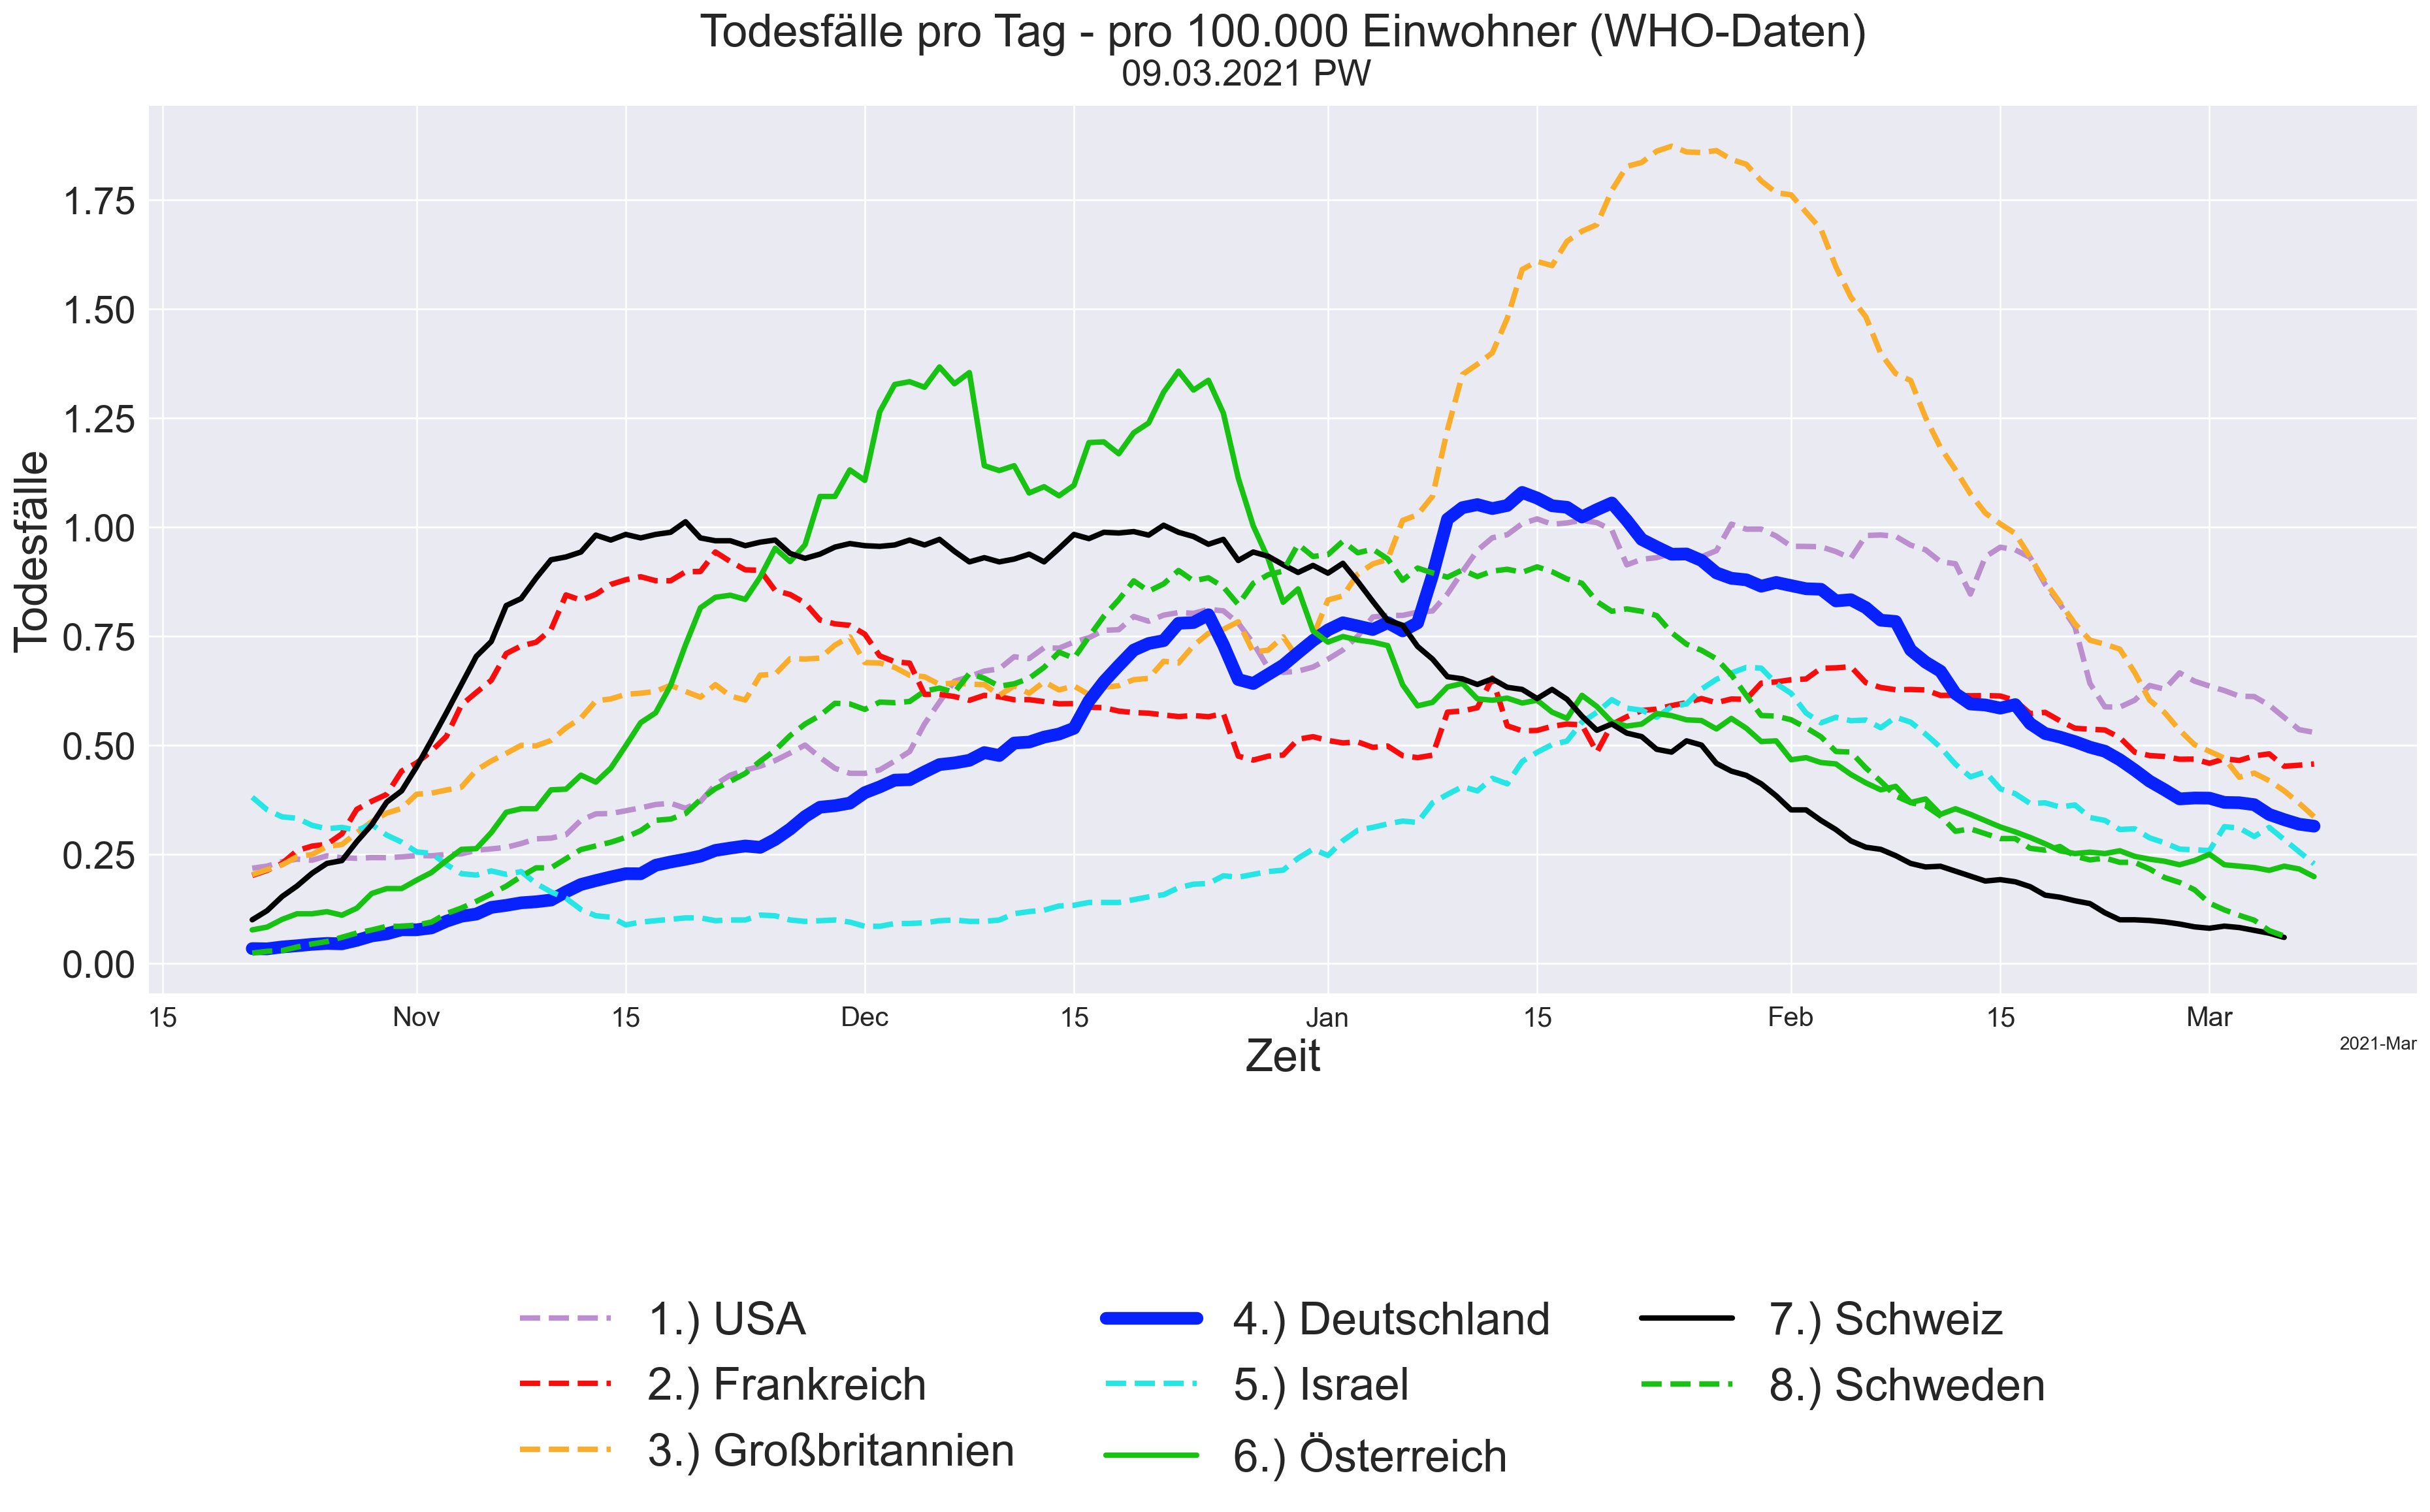 Todesfälle pro Tag - pro 100.000 Einwohner (WHO-Daten)
09.03.2021 PW
Todesfälle
1.75
1.50
1.25
1.00
0.75
0.50
0.25
0.00
15 Nov 15 Dec 15 Jan 15 Feb 15 Mar
2021-Mar
Zeit
1.) USA
2.) Frankreich
3.) Großbritannien
4.) Deutschland
5.) Israel
6.) Österreich
7.) Schweiz
8.) Schweden